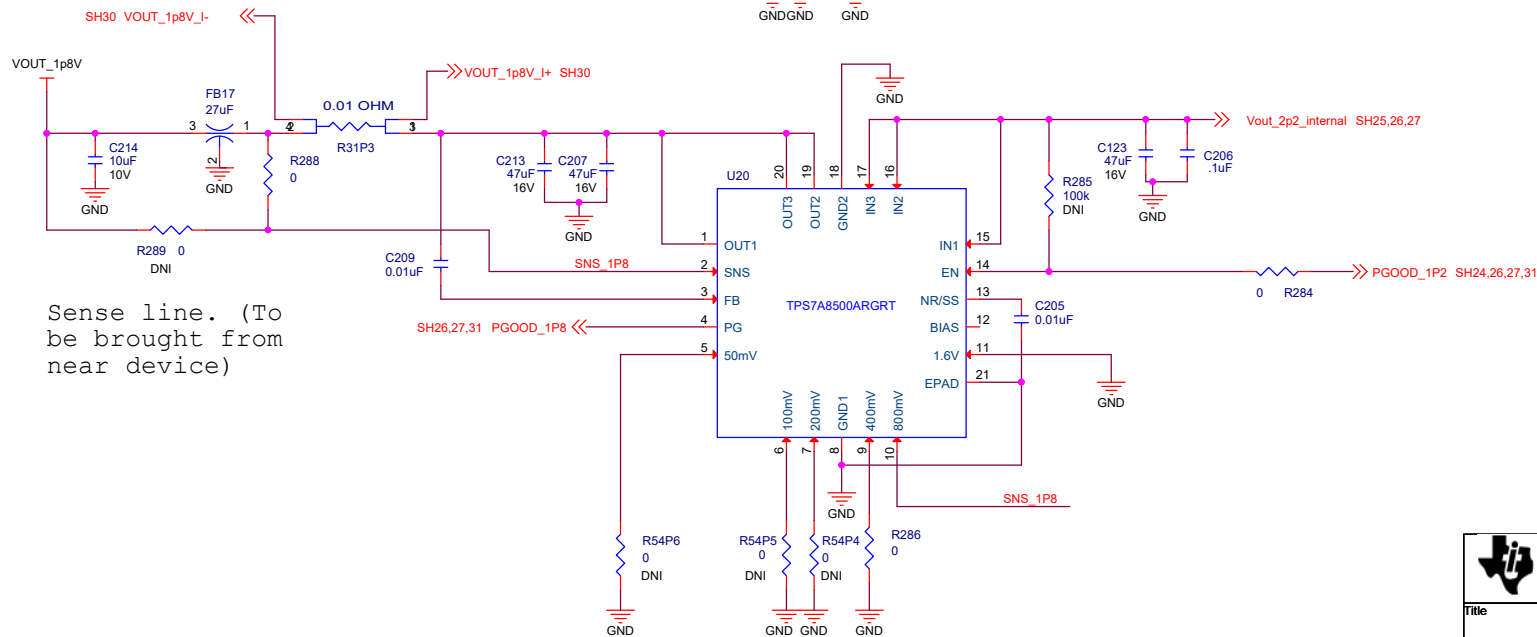 GND GND GND
SH30 VOUT_1p8V_I-
VOUT_1p8V
FB17
27uF
3 1
2
GND
C214
10uF
10V
GND
0.01 OHM
4 2
3 1
R31P3
VOUT_1p8V_I+ SH30
R288
0
R289 0
DNI
Sense line. (To
be brought from
near device)
C209
0.01uF
C213
47uF
16V
C207
47uF
16V
GND
GND
Vout_2p2_internal SH25,26,27
R285
100k
DNI
C123
47uF
16V
C206
.1uF
GND
PGOOD_1P2 SH24,26,27,31
0 R284
U20
TPS7A8500ARGRT
20 19 18 17 16
OUT3 OUT2 GND2 IN3 IN2
1 OUT1
SNS_1P8 2 SNS
3 FB
SH26,27,31 PGOOD_1P8 4 PG
5 50mV
IN1 15
EN 14
NR/SS 13
BIAS 12
1.6V 11
EPAD 21
C205
0.01uF
GND
100mV 200mV GND1 400mV 800mV
6 7 8 9 10
GND
SNS_1P8
R54P6
0
DNI
GND
R54P5
0
DNI
GND
R54P4
0
DNI
GND
R286
0
GND
Title